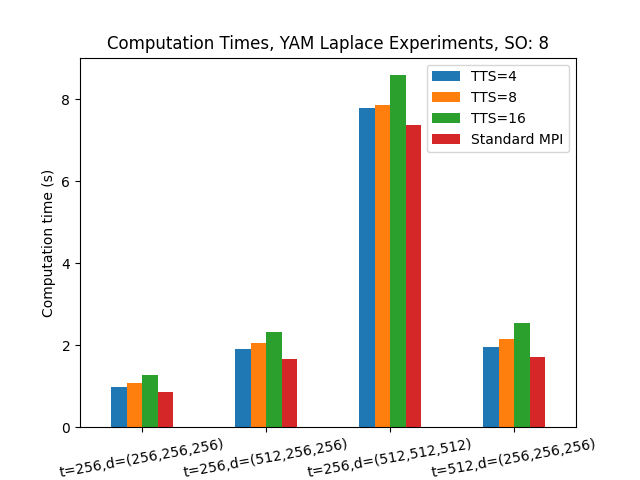 Computation Times, YAM Laplace Experiments, SO: 8
TTS=4
TTS=8
TTS=16
Standard MPI
Computation time (s)
8
6
4
2
0
t=256,d=(256,256,256)
t=256,d=(512,256,256)
t=256,d=(512,512,512)
t=512,d=(256,256,256)